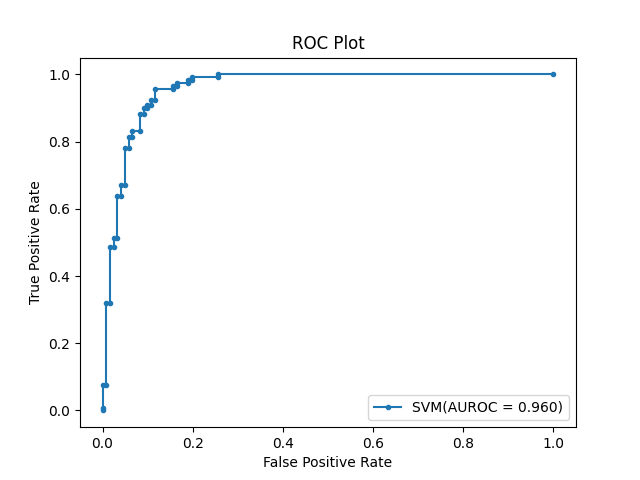 ROC Plot
True Positive Rate
1.0
0.8
0.6
0.4
0.2
0.0
SVM(AUROC = 0.960)
0.0 0.2 0.4 0.6 0.8 1.0
False Positive Rate